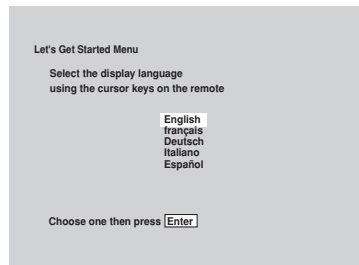 Let's Get Started Menu
Select the display language
using the cursor keys on the remote
English
français
Deutsch
Italiano
Español
Choose one then press Enter